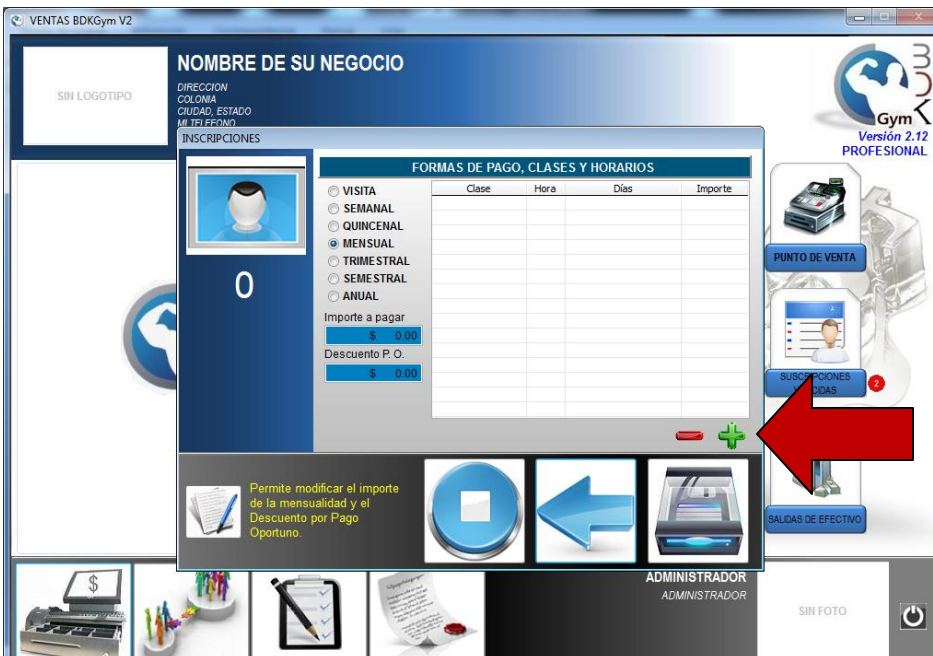 VENTAS BDKGym V2
SIN LOGOTIPO
NOMBRE DE SU NEGOCIO
DIRECCION
COLONIA
CIUDAD, ESTADO
MI TELEFONO
BDK
Gym
Versión 2.12
PROFESIONAL
INSCRIPCIONES
FORMAS DE PAGO, CLASES Y HORARIOS
VISITA
SEMANAL
QUINCENAL
MENSUAL
TRIMESTRAL
SEMESTRAL
ANUAL
Clase Hora Días Importe
0
Importe a pagar
$ 0.00
Descuento P. O.
$ 0.00
PUNTO DE VENTA
SUSCRIPCIONES
2
SALIDAS DE EFECTIVO
Permite modificar el importe
de la mensualidad y el
Descuento por Pago
Oportuno.
$
ADMINISTRADOR
ADMINISTRADOR
SIN FOTO